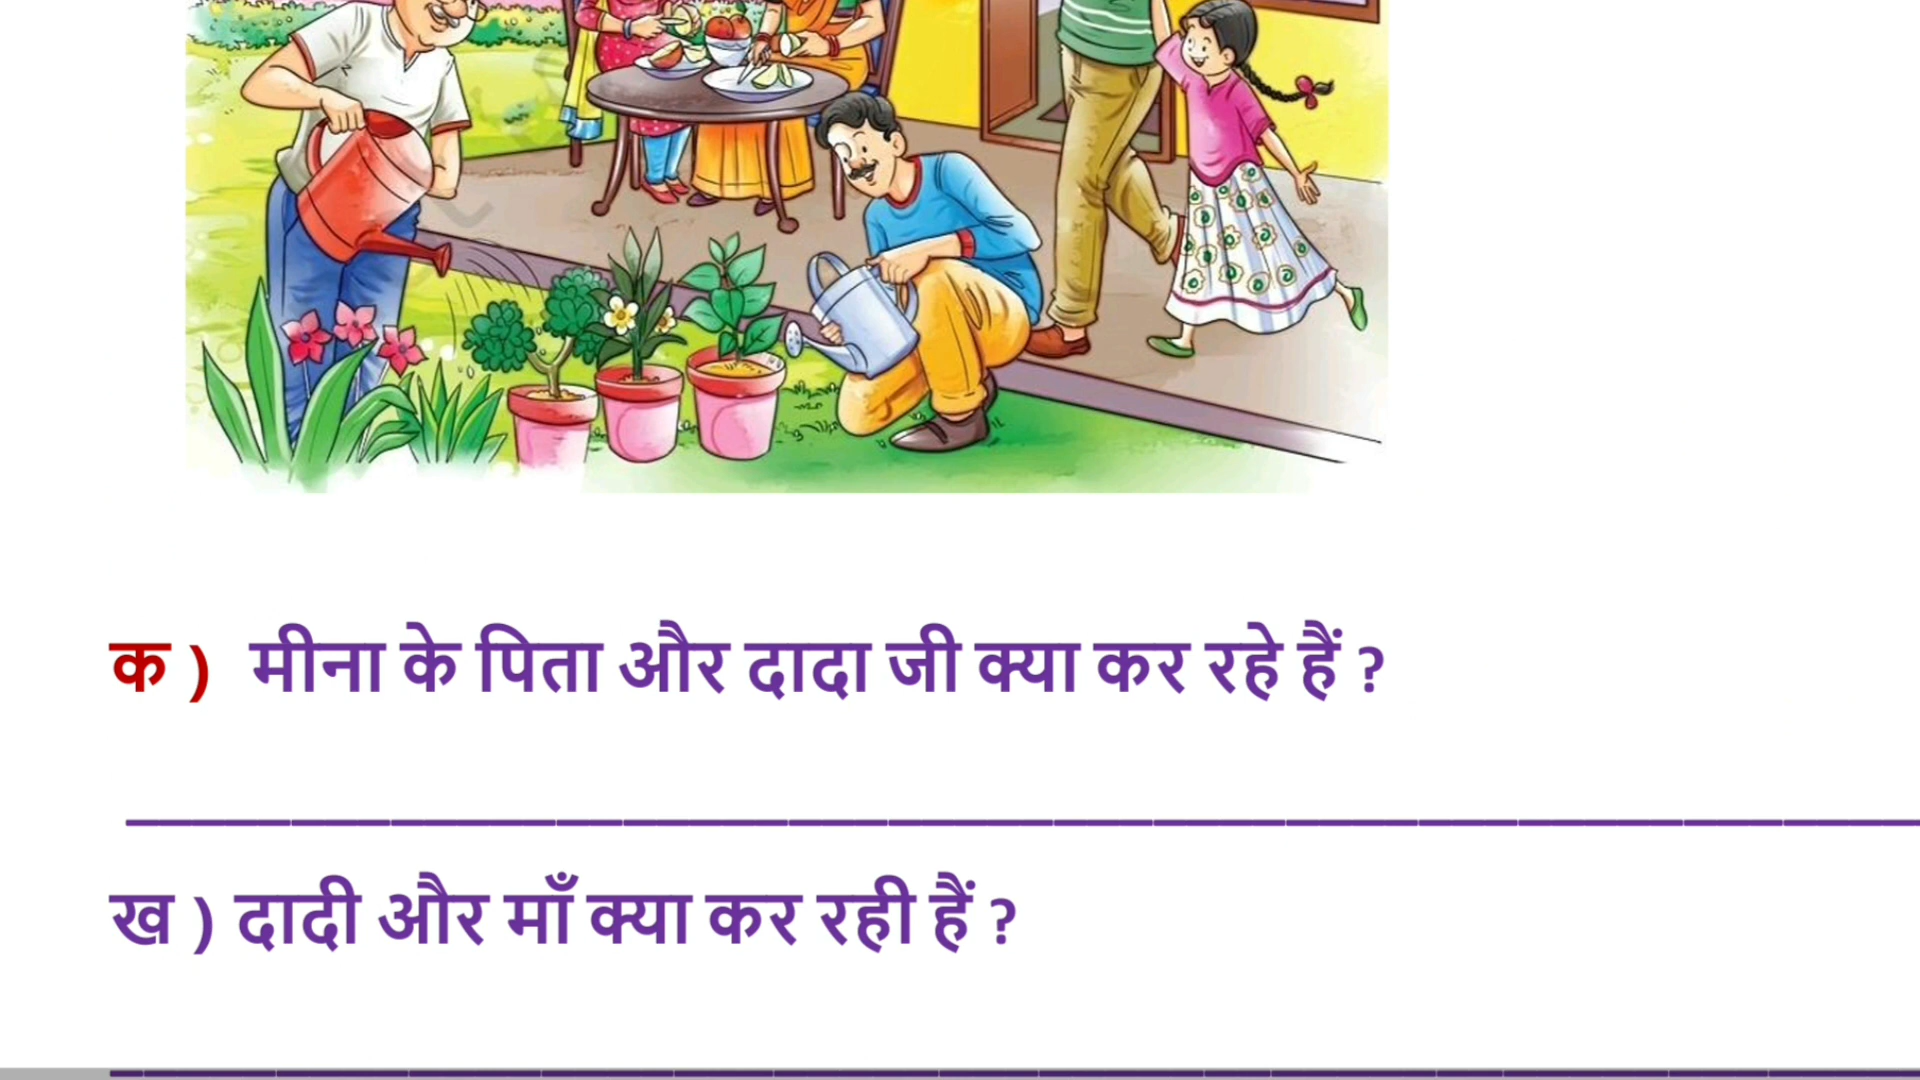 क ) मीना के पिता और दादा जी क्या कर रहे हैं ?
ख ) दादी और माँ क्या कर रही हैं ?